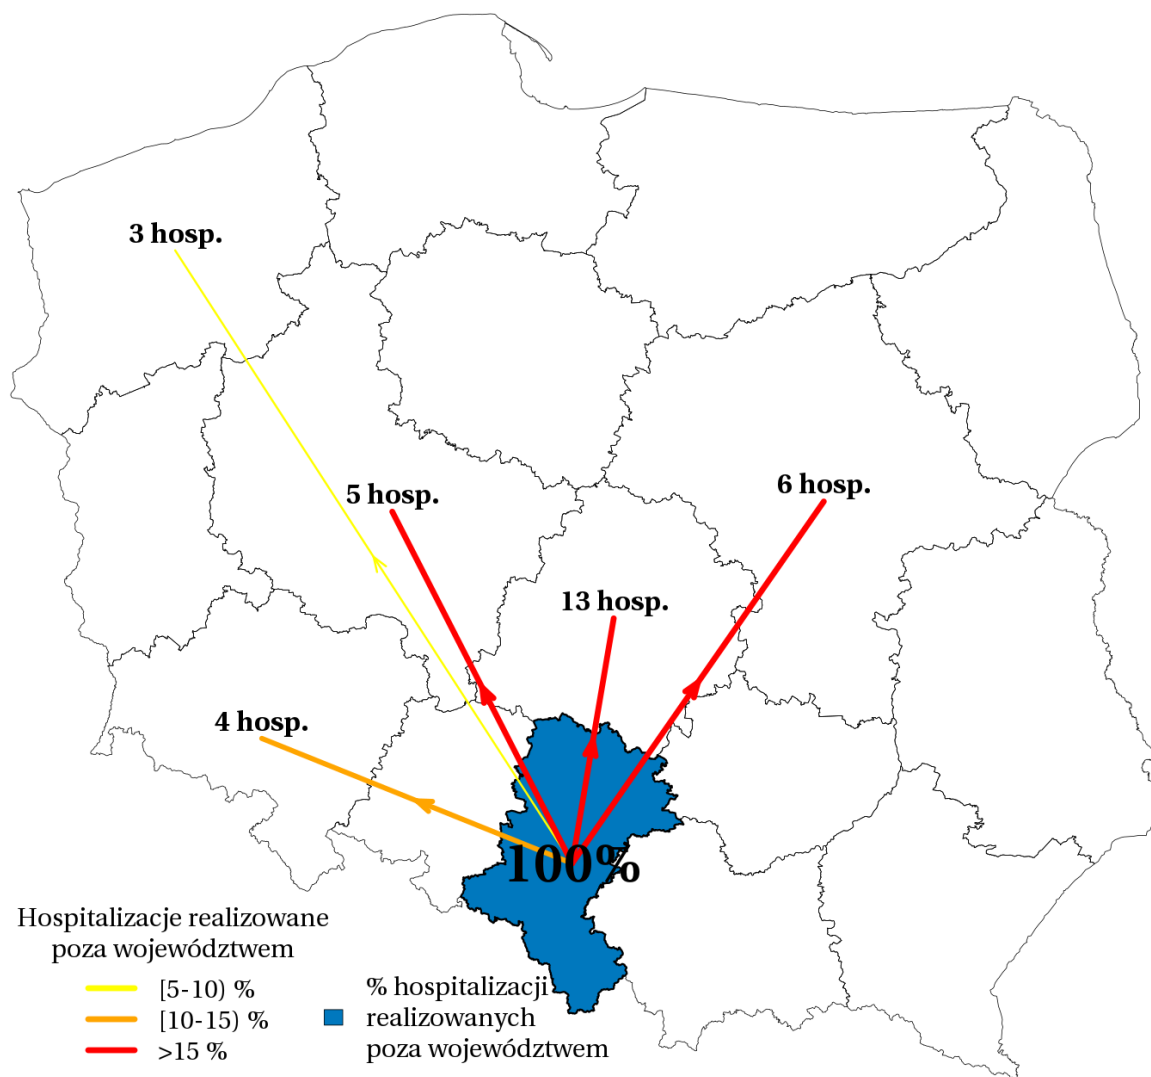 3 hosp.
5 hosp.
6 hosp.
13 hosp.
4 hosp.
100%
Hospitalizacje realizowane
poza województwem
[5-10) %
[10-15) %
>15 %
% hospitalizacji
realizowanych
poza województwem